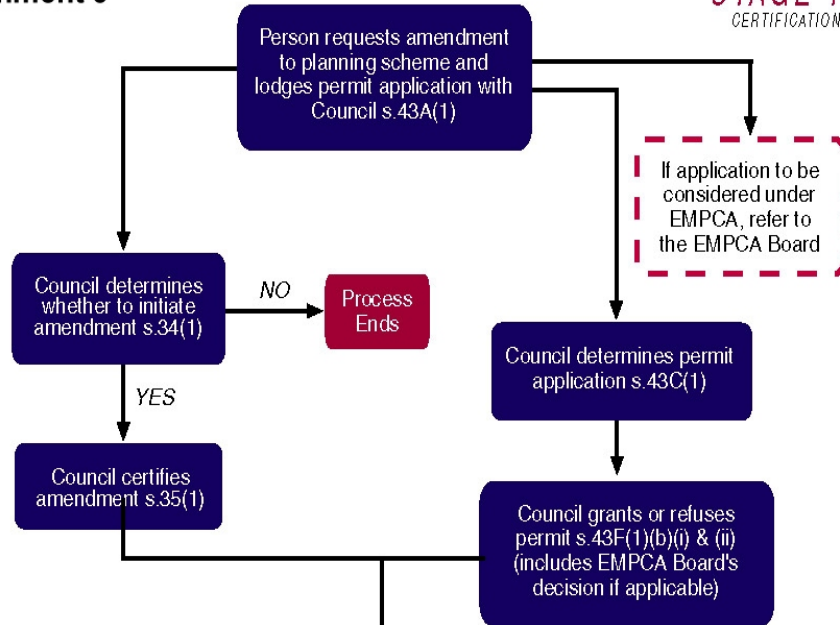 Person requests amendment
to planning scheme and
lodges permit application with
Council s.43A(1)
CERTIFICATION
If application to be
considered under
EMPCA, refer to
the EMPCA Board
Council determines
whether to initiate
amendment s.34(1)
NO
Process
Ends
Council determines permit
application s.43C(1)
YES
Council certifies
amendment s.35(1)
Council grants or refuses
permit s.43F(1)(b)(i) & (ii)
(includes EMPCA Board's
decision if applicable)